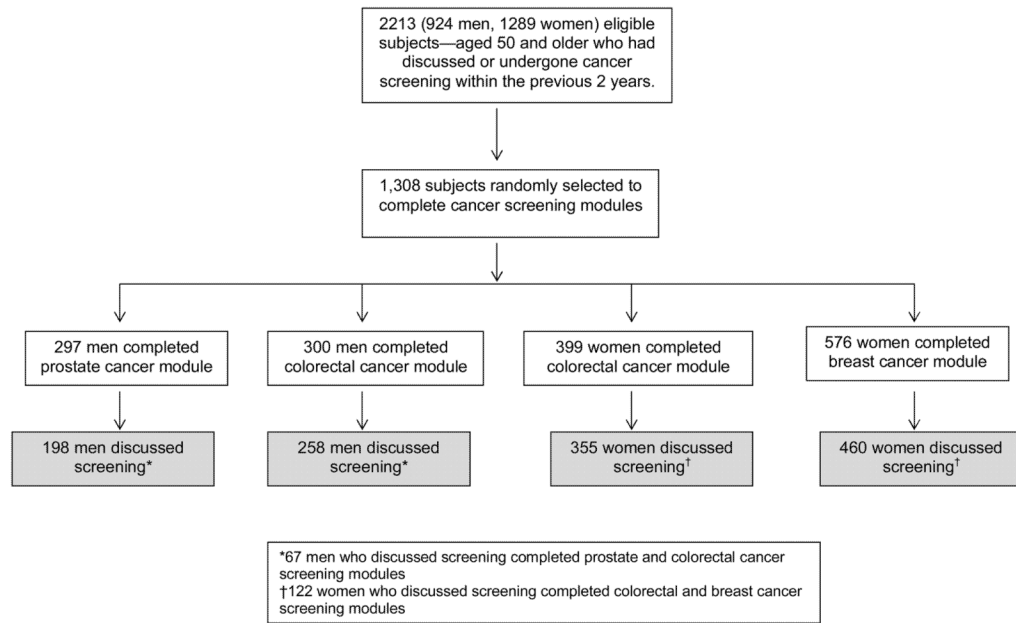 2213 (924 men, 1289 women) eligible
subjects—aged 50 and older who had
discussed or undergone cancer
screening within the previous 2 years.
1,308 subjects randomly selected to
complete cancer screening modules
297 men completed
prostate cancer module
300 men completed
colorectal cancer module
399 women completed
colorectal cancer module
576 women completed
breast cancer module
198 men discussed
screening*
258 men discussed
screening*
355 women discussed
screening†
460 women discussed
screening†
*67 men who discussed screening completed prostate and colorectal cancer
screening modules
†122 women who discussed screening completed colorectal and breast cancer
screening modules